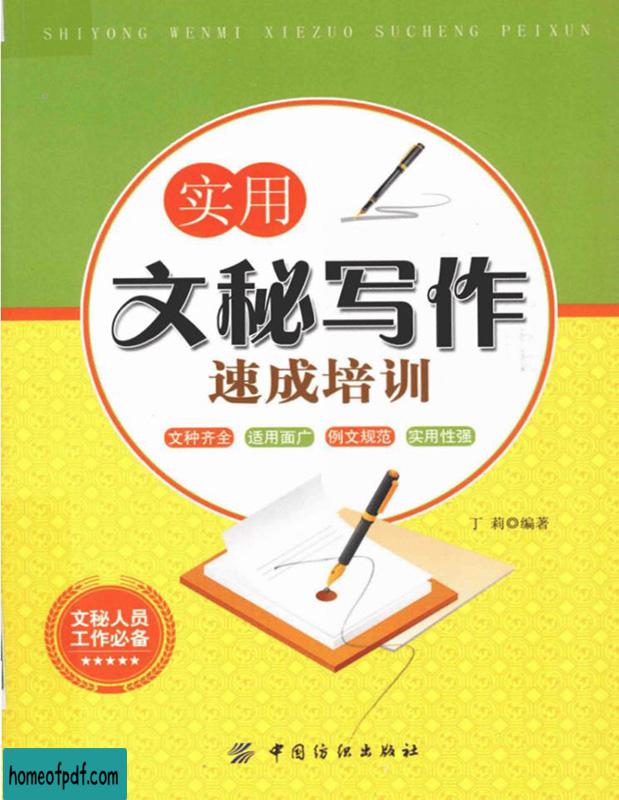 SHIYONG WENMI XIEZUO SUCHENG PEIXUN
实用
文秘写作
速成培训
文种齐全 适用面广 例文规范 实用性强
丁 莉◎编著
文秘人员
工作必备
★★★★★
中国纺织出版社
homeofpdf.com